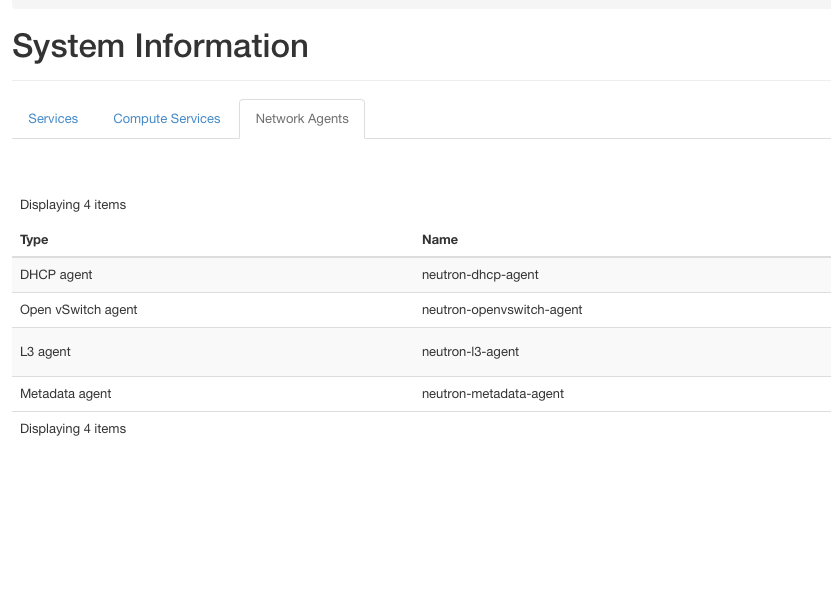 System Information
Services Compute Services Network Agents
Displaying 4 items
Type Name
DHCP agent neutron-dhcp-agent
Open vSwitch agent neutron-openvswitch-agent
L3 agent neutron-l3-agent
Metadata agent neutron-metadata-agent
Displaying 4 items